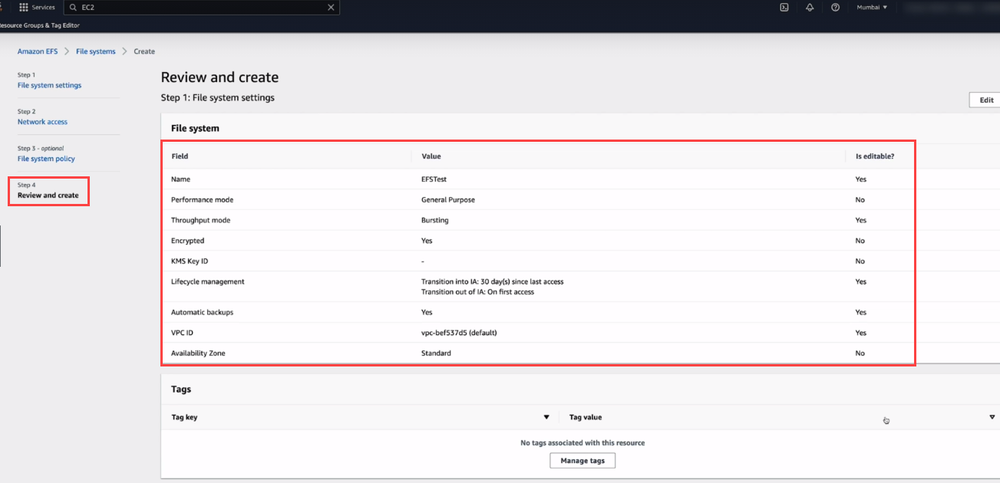 Services
EC2
Mumbai
Resource Groups & Tag Editor
Amazon EFS > File systems > Create
Step 1
File system settings
Step 2
Network access
Step 3 - optional
File system policy
Step 4
Review and create
Review and create
Step 1: File system settings
Edit
File system
Field Value Is editable?
Name EFSTest Yes
Performance mode General Purpose No
Throughput mode Bursting Yes
Encrypted Yes No
KMS Key ID - No
Lifecycle management Transition into IA: 30 day(s) since last access Yes
Transition out of IA: On first access
Automatic backups Yes Yes
VPC ID vpc-bef537d5 (default) Yes
Availability Zone Standard No
Tags
Tag key Tag value
No tags associated with this resource
Manage tags